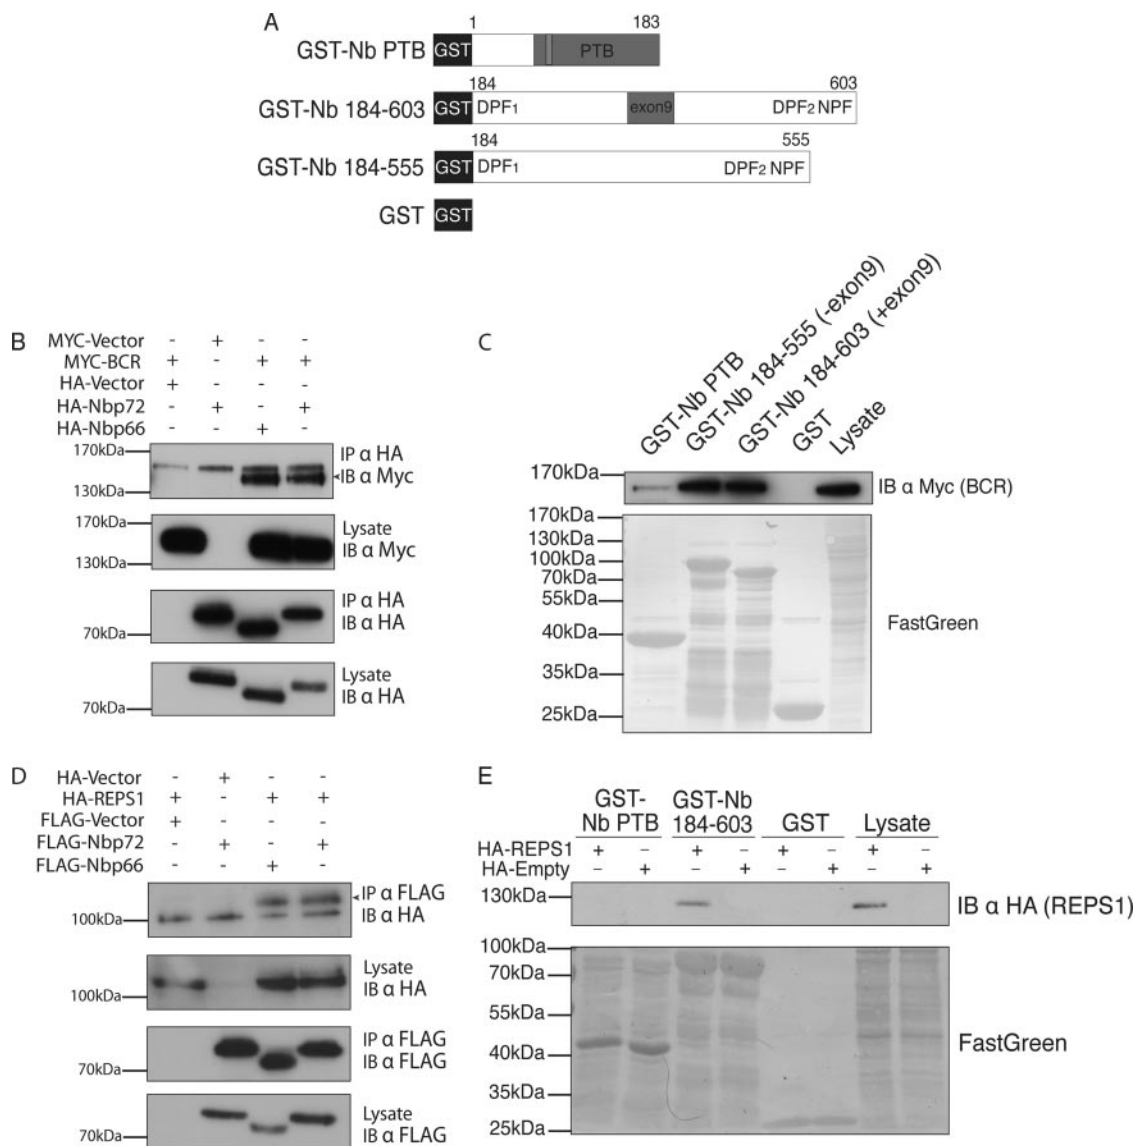 A
1 183
GST-Nb PTB GST PTB
184 603
GST-Nb 184-603 GST DPF1 exon9 DPF2 NPF
184 555
GST-Nb 184-555 GST DPF1 DPF2 NPF
GST GST
B
MYC-Vector - + - -
MYC-BCR + - + +
HA-Vector + - - -
HA-Nbp72 - + - +
HA-Nbp66 - - + -
170kDa
130kDa
IP α HA
IB α Myc
170kDa
130kDa
Lysate
IB α Myc
70kDa
IP α HA
IB α HA
70kDa
Lysate
IB α HA
C
GST-Nb PTB
GST-Nb 184-555 (-exon9)
GST-Nb 184-603 (+exon9)
GST
Lysate
170kDa
IB α Myc (BCR)
170kDa
130kDa
100kDa
70kDa
55kDa
40kDa
35kDa
25kDa
FastGreen
D
HA-Vector - + - -
HA-REPS1 + - + +
FLAG-Vector + - - -
FLAG-Nbp72 - + - +
FLAG-Nbp66 - - + -
100kDa
IP α FLAG
IB α HA
100kDa
Lysate
IB α HA
70kDa
IP α FLAG
IB α FLAG
70kDa
Lysate
IB α FLAG
E
GST-
Nb PTB
GST-Nb
184-603
GST
Lysate
HA-REPS1 + - + - + - + -
HA-Empty - + - + - + - +
130kDa
IB α HA (REPS1)
100kDa
70kDa
55kDa
40kDa
35kDa
25kDa
FastGreen